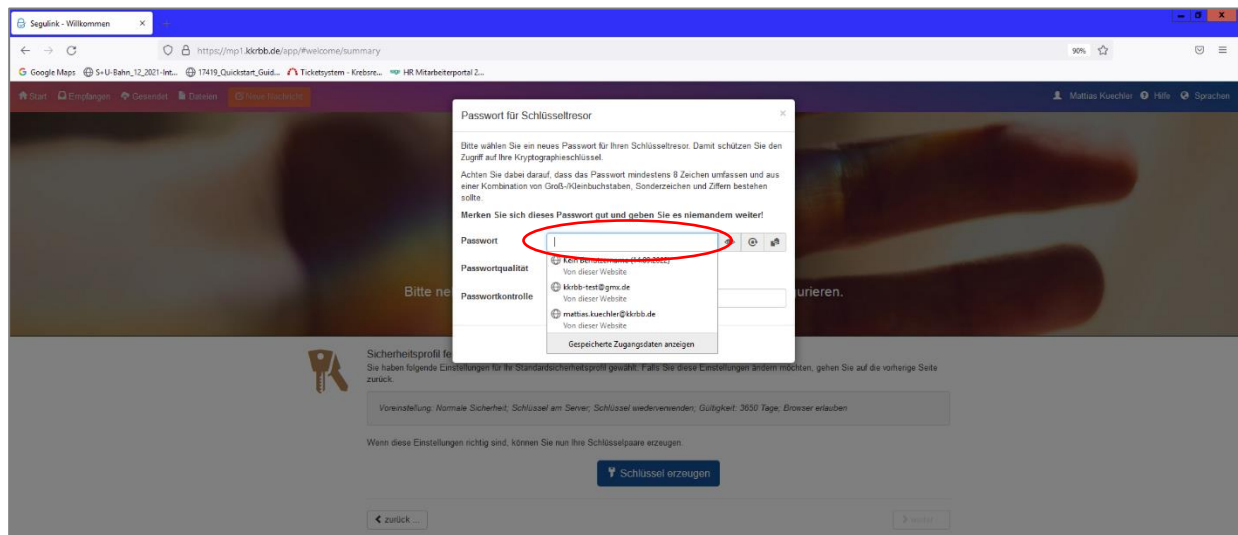 Segulink - Willkommen
https://mp1.kkrbb.de/app/#welcome/summary
90%
Google Maps S+U-Bahn_12_2021-Int... 17419_Quickstart_Guid... Ticketsystem - Krebsre... HR Mitarbeiterportal 2...
Start Empfangen Gesendet Dateien Neue Nachricht Mattias Kuechler Hilfe Sprachen
Passwort für Schlüsseltresor
Bitte wählen Sie ein neues Passwort für Ihren Schlüsseltresor. Damit schützen Sie den
Zugriff auf Ihre Kryptographieschlüssel.
Achten Sie dabei darauf, dass das Passwort mindestens 8 Zeichen umfassen und aus
einer Kombination von Groß-/Kleinbuchstaben, Sonderzeichen und Ziffern bestehen
sollte.
Merken Sie sich dieses Passwort gut und geben Sie es niemandem weiter!
Passwort
Kein Benutzername (14.09.2022)
Von dieser Website
Passwortqualität
kkrbb-test@gmx.de
Von dieser Website
Passwortkontrolle
mattias.kuechler@kkrbb.de
Von dieser Website
Gespeicherte Zugangsdaten anzeigen
Bitte ne
urieren.
Sicherheitsprofil fe
Sie haben folgende Einstellungen für Ihr Standardsicherheitsprofil gewählt. Falls Sie diese Einstellungen ändern möchten, gehen Sie auf die vorherige Seite
zurück.
Voreinstellung: Normale Sicherheit; Schlüssel am Server; Schlüssel wiederverwenden; Gültigkeit: 3650 Tage; Browser erlauben
Wenn diese Einstellungen richtig sind, können Sie nun Ihre Schlüsselpaare erzeugen.
Schlüssel erzeugen
zurück ...
weiter ...